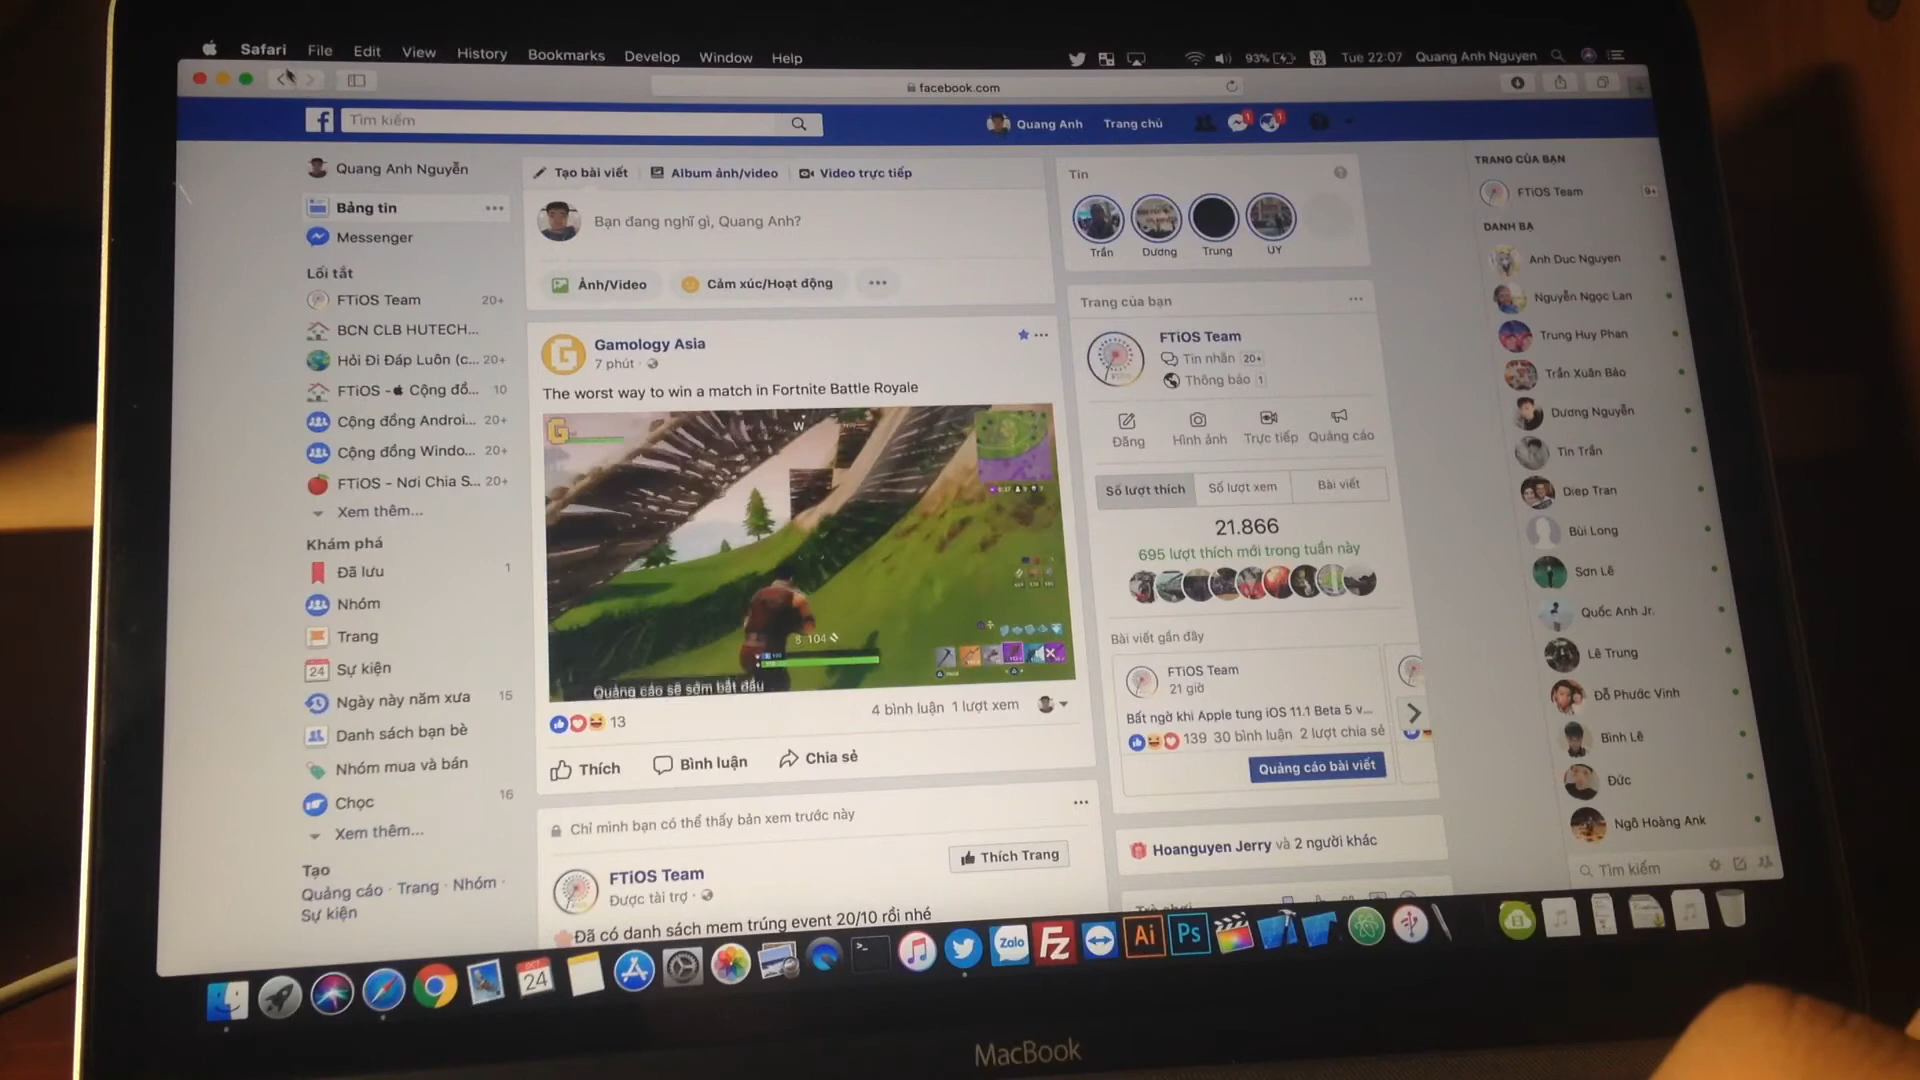 Safari File Edit View History Bookmarks Develop Window Help
93% Tue 22:07 Quang Anh Nguyen
facebook.com
Tìm kiếm
Quang Anh Trang chủ 1 1
Quang Anh Nguyễn
Bảng tin
Messenger
Lối tắt
FTiOS Team 20+
BCN CLB HUTECH...
Hỏi Đi Đáp Luôn (c... 20+
FTiOS - Cộng đồ... 10
Cộng đồng Androi... 20+
Cộng đồng Windo... 20+
FTiOS - Nơi Chia S... 20+
Xem thêm...
Khám phá
Đã lưu 1
Nhóm
Trang
24 Sự kiện
Ngày này năm xưa 15
Danh sách bạn bè
Nhóm mua và bán
Chọc 16
Xem thêm...
Tạo
Quảng cáo · Trang · Nhóm ·
Sự kiện
Tạo bài viết Album ảnh/video Video trực tiếp
Bạn đang nghĩ gì, Quang Anh?
Ảnh/Video Cảm xúc/Hoạt động
Gamology Asia
7 phút ·
The worst way to win a match in Fortnite Battle Royale
G
W
104
Quảng cáo sẽ sớm bắt đầu
13 4 bình luận 1 lượt xem
Thích Bình luận Chia sẻ
Chỉ mình bạn có thể thấy bản xem trước này
FTiOS Team
Được tài trợ ·
Thích Trang
Đã có danh sách mem trúng event 20/10 rồi nhé
Tin
Trần Dương Trung UY
Trang của bạn
FTiOS Team
Tin nhắn 20+
Thông báo 1
Đăng Hình ảnh Trực tiếp Quảng cáo
Số lượt thích Số lượt xem Bài viết
21.866
695 lượt thích mới trong tuần này
Bài viết gần đây
FTiOS Team
21 giờ
Bất ngờ khi Apple tung iOS 11.1 Beta 5 v...
139 30 bình luận 2 lượt chia sẻ
Quảng cáo bài viết
Hoanguyen Jerry và 2 người khác
TRANG CỦA BẠN
FTiOS Team 9+
DANH BẠ
Anh Duc Nguyen
Nguyễn Ngọc Lan
Trung Huy Phan
Trần Xuân Bảo
Dương Nguyễn
Tin Trần
Diep Tran
Bùi Long
Sơn Lê
Quốc Anh Jr.
Lê Trung
Đỗ Phước Vinh
Bình Lê
Đức
Ngô Hoàng Ank
Tìm kiếm
OCT 24 Zalo Fz Ai Ps
MacBook